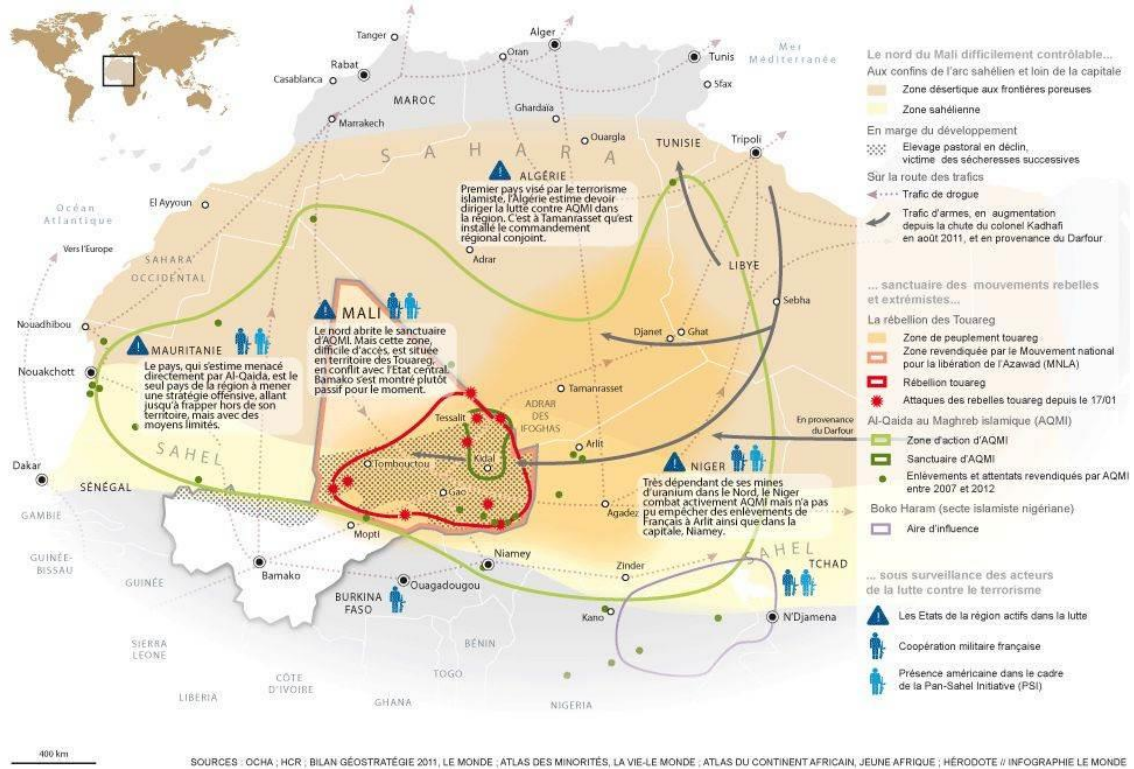 Tanger
Alger
Oran
Rabat
Casablanca
Tunis
Mer
Méditerranée
Sfax
MAROC
Ghardaïa
Marrakech
Ouargla
TUNISIE
Tripoli
SAHARA
ALGÉRIE
Premier pays visé par le terrorisme
islamiste, l'Algérie estime devoir
diriger la lutte contre AQMI dans
la région. C'est à Tamanrasset qu'est
installé le commandement
régional conjoint.
Océan
Atlantique
El Ayyoun
Vers l'Europe
Adrar
SAHARA
OCCIDENTAL
LIBYE
Sebha
MALI
Le nord abrite le sanctuaire
d'AQMI. Mais cette zone,
difficile d'accès, est située
en territoire des Touareg,
en conflit avec l'Etat central.
Bamako s'est montré plutôt
passif pour le moment.
Nouadhibou
Djanet
Ghat
MAURITANIE
Le pays, qui s'estime menacé
directement par Al-Qaida, est le
seul pays de la région à mener
une stratégie offensive, allant
jusqu'à frapper hors de son
territoire, mais avec des
moyens limités.
Nouakchott
Tamanrasset
ADRAR
DES
IFOGHAS
Tessalit
En provenance
du Darfour
Arlit
SAHEL
Kidal
Tombouctou
NIGER
Très dépendant de ses mines
d'uranium dans le Nord, le Niger
combat activement AQMI mais n'a pas
pu empêcher des enlèvements de
Français à Arlit ainsi que dans la
capitale, Niamey.
Dakar
SÉNÉGAL
Gao
Agadez
GAMBIE
Mopti
SAHEL
GUINÉE-
BISSAU
GUINÉE
Niamey
Zinder
TCHAD
Bamako
Ouagadougou
BURKINA
FASO
Kano
N'Djamena
SIERRA
LEONE
BÉNIN
TOGO
CÔTE
D'IVOIRE
LIBERIA
GHANA
NIGERIA
Le nord du Mali difficilement contrôlable...
Aux confins de l'arc sahélien et loin de la capitale
Zone désertique aux frontières poreuses
Zone sahélienne
En marge du développement
Elevage pastoral en déclin,
victime des sécheresses successives
Sur la route des trafics
Trafic de drogue
Trafic d'armes, en augmentation
depuis la chute du colonel Kadhafi
en août 2011, et en provenance du Darfour
... sanctuaire des mouvements rebelles
et extrémistes...
La rébellion des Touareg
Zone de peuplement touareg
Zone revendiquée par le Mouvement national
pour la libération de l'Azawad (MNLA)
Rébellion touareg
Attaques des rebelles touareg depuis le 17/01
Al-Qaida au Maghreb islamique (AQMI)
Zone d'action d'AQMI
Sanctuaire d'AQMI
Enlèvements et attentats revendiqués par AQMI
entre 2007 et 2012
Boko Haram (secte islamiste nigériane)
Aire d'influence
... sous surveillance des acteurs
de la lutte contre le terrorisme
Les Etats de la région actifs dans la lutte
Coopération militaire française
Présence américaine dans le cadre
de la Pan-Sahel Initiative (PSI)
400 km
SOURCES : OCHA ; HCR ; BILAN GÉOSTRATÉGIE 2011, LE MONDE ; ATLAS DES MINORITÉS, LA VIE-LE MONDE ; ATLAS DU CONTINENT AFRICAIN, JEUNE AFRIQUE ; HÉRODOTE // INFOGRAPHIE LE MONDE